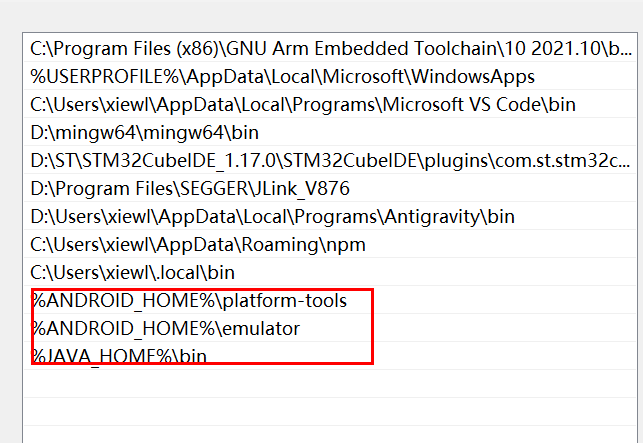 C:\Program Files (x86)\GNU Arm Embedded Toolchain\10 2021.10\b...
%USERPROFILE%\AppData\Local\Microsoft\WindowsApps
C:\Users\xiewl\AppData\Local\Programs\Microsoft VS Code\bin
D:\mingw64\mingw64\bin
D:\ST\STM32CubeIDE_1.17.0\STM32CubeIDE\plugins\com.st.stm32c...
D:\Program Files\SEGGER\JLink_V876
D:\Users\xiewl\AppData\Local\Programs\Antigravity\bin
C:\Users\xiewl\AppData\Roaming\npm
C:\Users\xiewl\.local\bin
%ANDROID_HOME%\platform-tools
%ANDROID_HOME%\emulator
%JAVA_HOME%\bin